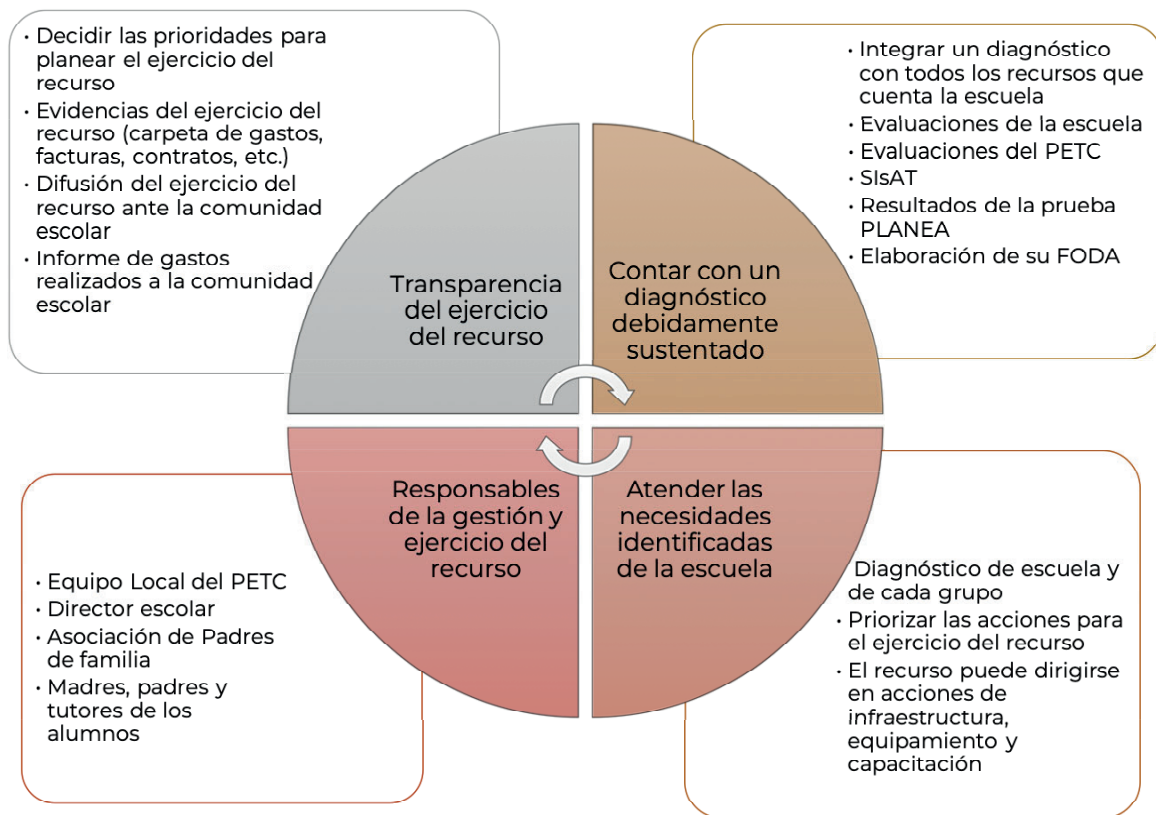 · Decidir las prioridades para
planear el ejercicio del
recurso
· Evidencias del ejercicio del
recurso (carpeta de gastos,
facturas, contratos, etc.)
· Difusión del ejercicio del
recurso ante la comunidad
escolar
· Informe de gastos
realizados a la comunidad
escolar
· Integrar un diagnóstico
con todos los recursos que
cuenta la escuela
· Evaluaciones de la escuela
· Evaluaciones del PETC
· SIsAT
· Resultados de la prueba
PLANEA
· Elaboración de su FODA
Transparencia
del ejercicio
del recurso
Contar con un
diagnóstico
debidamente
sustentado
Responsables
de la gestión y
ejercicio del
recurso
Atender las
necesidades
identificadas
de la escuela
· Equipo Local del PETC
· Director escolar
· Asociación de Padres
de familia
· Madres, padres y
tutores de los
alumnos
Diagnóstico de escuela y
de cada grupo
· Priorizar las acciones para
el ejercicio del recurso
· El recurso puede dirigirse
en acciones de
infraestructura,
equipamiento y
capacitación